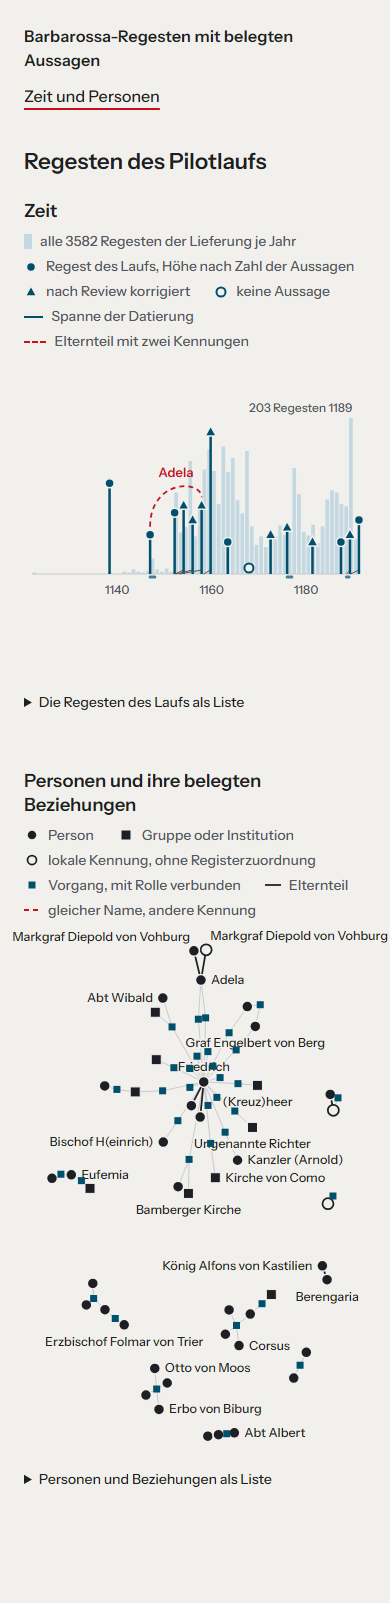 Barbarossa-Regesten mit belegten
Aussagen
Zeit und Personen
Regesten des Pilotlaufs
Zeit
alle 3582 Regesten der Lieferung je Jahr
Regest des Laufs, Höhe nach Zahl der Aussagen
nach Review korrigiert keine Aussage
Spanne der Datierung
Elternteil mit zwei Kennungen
203 Regesten 1189
Adela
1140 1160 1180
Die Regesten des Laufs als Liste
Personen und ihre belegten
Beziehungen
Person Gruppe oder Institution
lokale Kennung, ohne Registerzuordnung
Vorgang, mit Rolle verbunden Elternteil
gleicher Name, andere Kennung
Markgraf Diepold von Vohburg Markgraf Diepold von Vohburg
Adela
Abt Wibald
Graf Engelbert von Berg
Friedrich
(Kreuz)heer
Bischof H(einrich) Ungenannte Richter
Kanzler (Arnold)
Eufemia Kirche von Como
Bamberger Kirche
König Alfons von Kastilien
Berengaria
Erzbischof Folmar von Trier Corsus
Otto von Moos
Erbo von Biburg
Abt Albert
Personen und Beziehungen als Liste